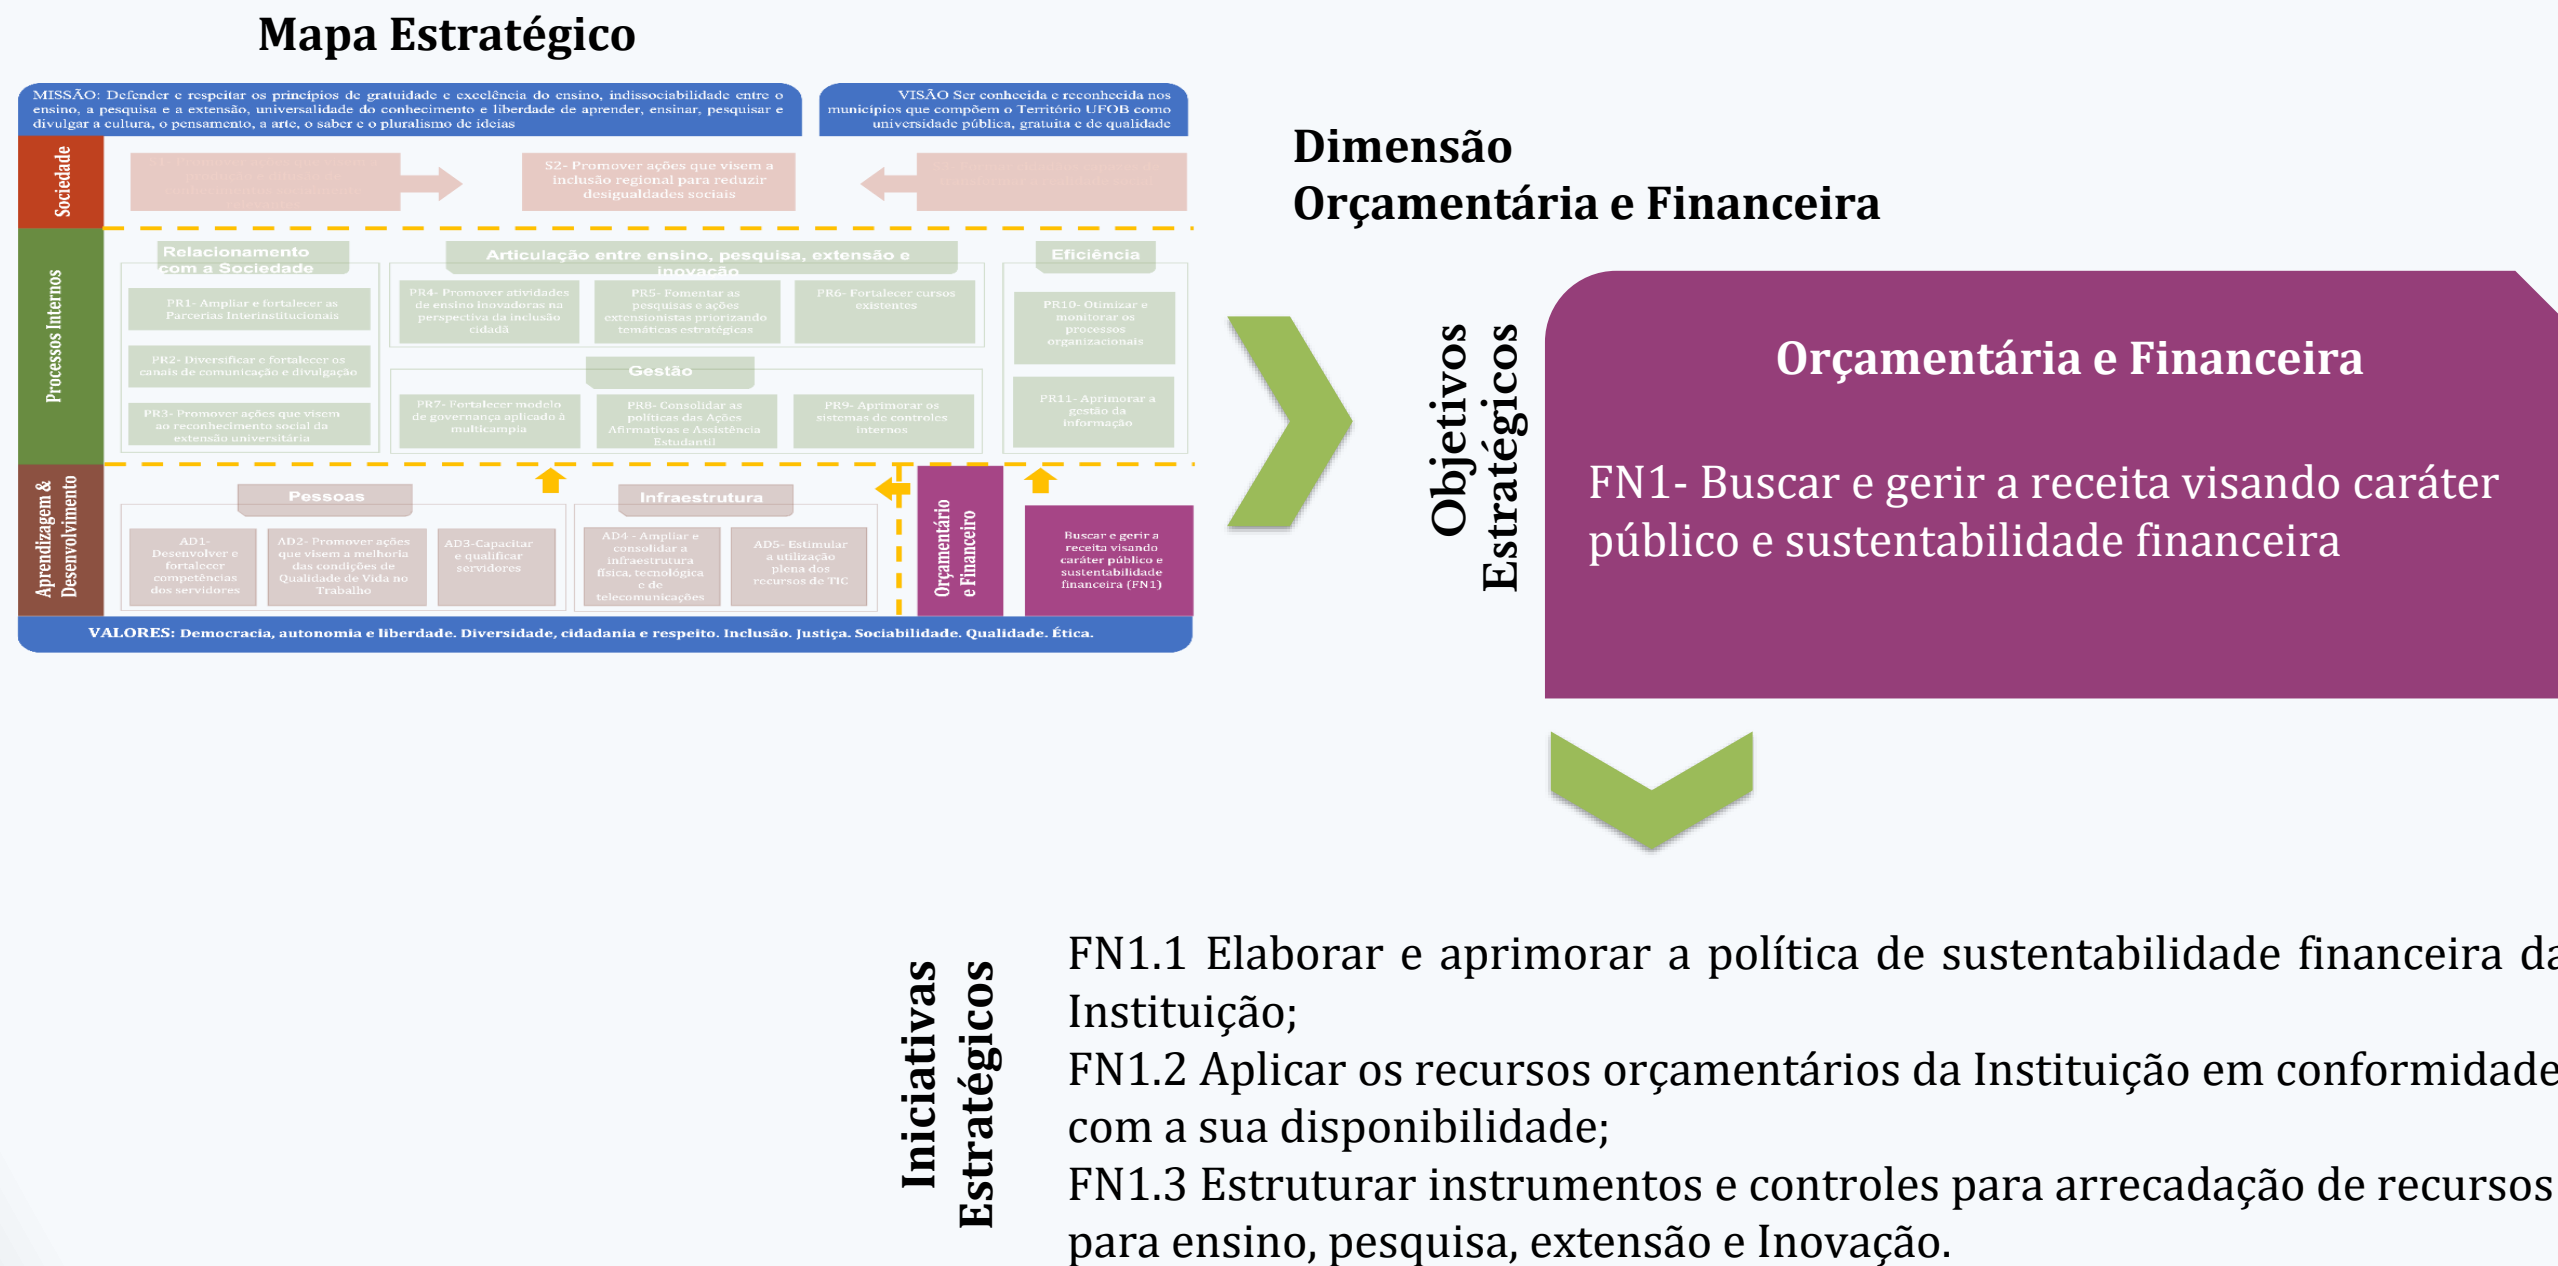 Mapa Estratégico
MISSÃO: Defender e respeitar os princípios de gratuidade e excelência do ensino, indissociabilidade entre o
ensino, a pesquisa e a extensão, universalidade do conhecimento e liberdade de aprender, ensinar, pesquisar e
divulgar a cultura, o pensamento, a arte, o saber e o pluralismo de ideias
VISÃO Ser conhecida e reconhecida nos
municípios que compõem o Território UFOB como
universidade pública, gratuita e de qualidade
Sociedade
S2- Promover ações que visem a
inclusão regional para reduzir
desigualdades sociais
Processos Internos
Relacionamento
com a Sociedade
PR1- Ampliar e fortalecer as
Parcerias Interinstitucionais
PR2- Diversificar e fortalecer os
canais de comunicação e divulgação
PR3- Promover ações que visem
ao reconhecimento social da
extensão universitária
Articulação entre ensino, pesquisa, extensão e
inovação
PR4- Promover atividades
de ensino inovadoras na
perspectiva da inclusão
cidadã
PR5- Fomentar as
pesquisas e ações
extensionistas priorizando
temáticas estratégicas
PR6- Fortalecer cursos
existentes
Gestão
PR7- Fortalecer modelo
de governança aplicado à
multicampia
PR8- Consolidar as
políticas das Ações
Afirmativas e Assistência
Estudantil
PR9- Aprimorar os
sistemas de controles
internos
Eficiência
PR10- Otimizar e
monitorar os
processos
organizacionais
PR11- Aprimorar a
gestão da
informação
Aprendizagem &
Desenvolvimento
Pessoas
AD1-
Desenvolver e
fortalecer
competências
dos servidores
AD2- Promover ações
que visem a melhoria
das condições de
Qualidade de Vida no
Trabalho
AD3-Capacitar
e qualificar
servidores
Infraestrutura
AD4 - Ampliar e
consolidar a
infraestrutura
física, tecnológica
e de
telecomunicações
AD5- Estimular
a utilização
plena dos
recursos de TIC
Orçamentário
e Financeiro
Buscar e gerir a
receita visando
caráter público e
sustentabilidade
financeira (FN1)
VALORES: Democracia, autonomia e liberdade. Diversidade, cidadania e respeito. Inclusão. Justiça. Sociabilidade. Qualidade. Ética.
Dimensão
Orçamentária e Financeira
Objetivos
Estratégicos
Orçamentária e Financeira
FN1- Buscar e gerir a receita visando caráter
público e sustentabilidade financeira
Iniciativas
Estratégicos
FN1.1 Elaborar e aprimorar a política de sustentabilidade financeira da
Instituição;
FN1.2 Aplicar os recursos orçamentários da Instituição em conformidade
com a sua disponibilidade;
FN1.3 Estruturar instrumentos e controles para arrecadação de recursos
para ensino, pesquisa, extensão e Inovação.